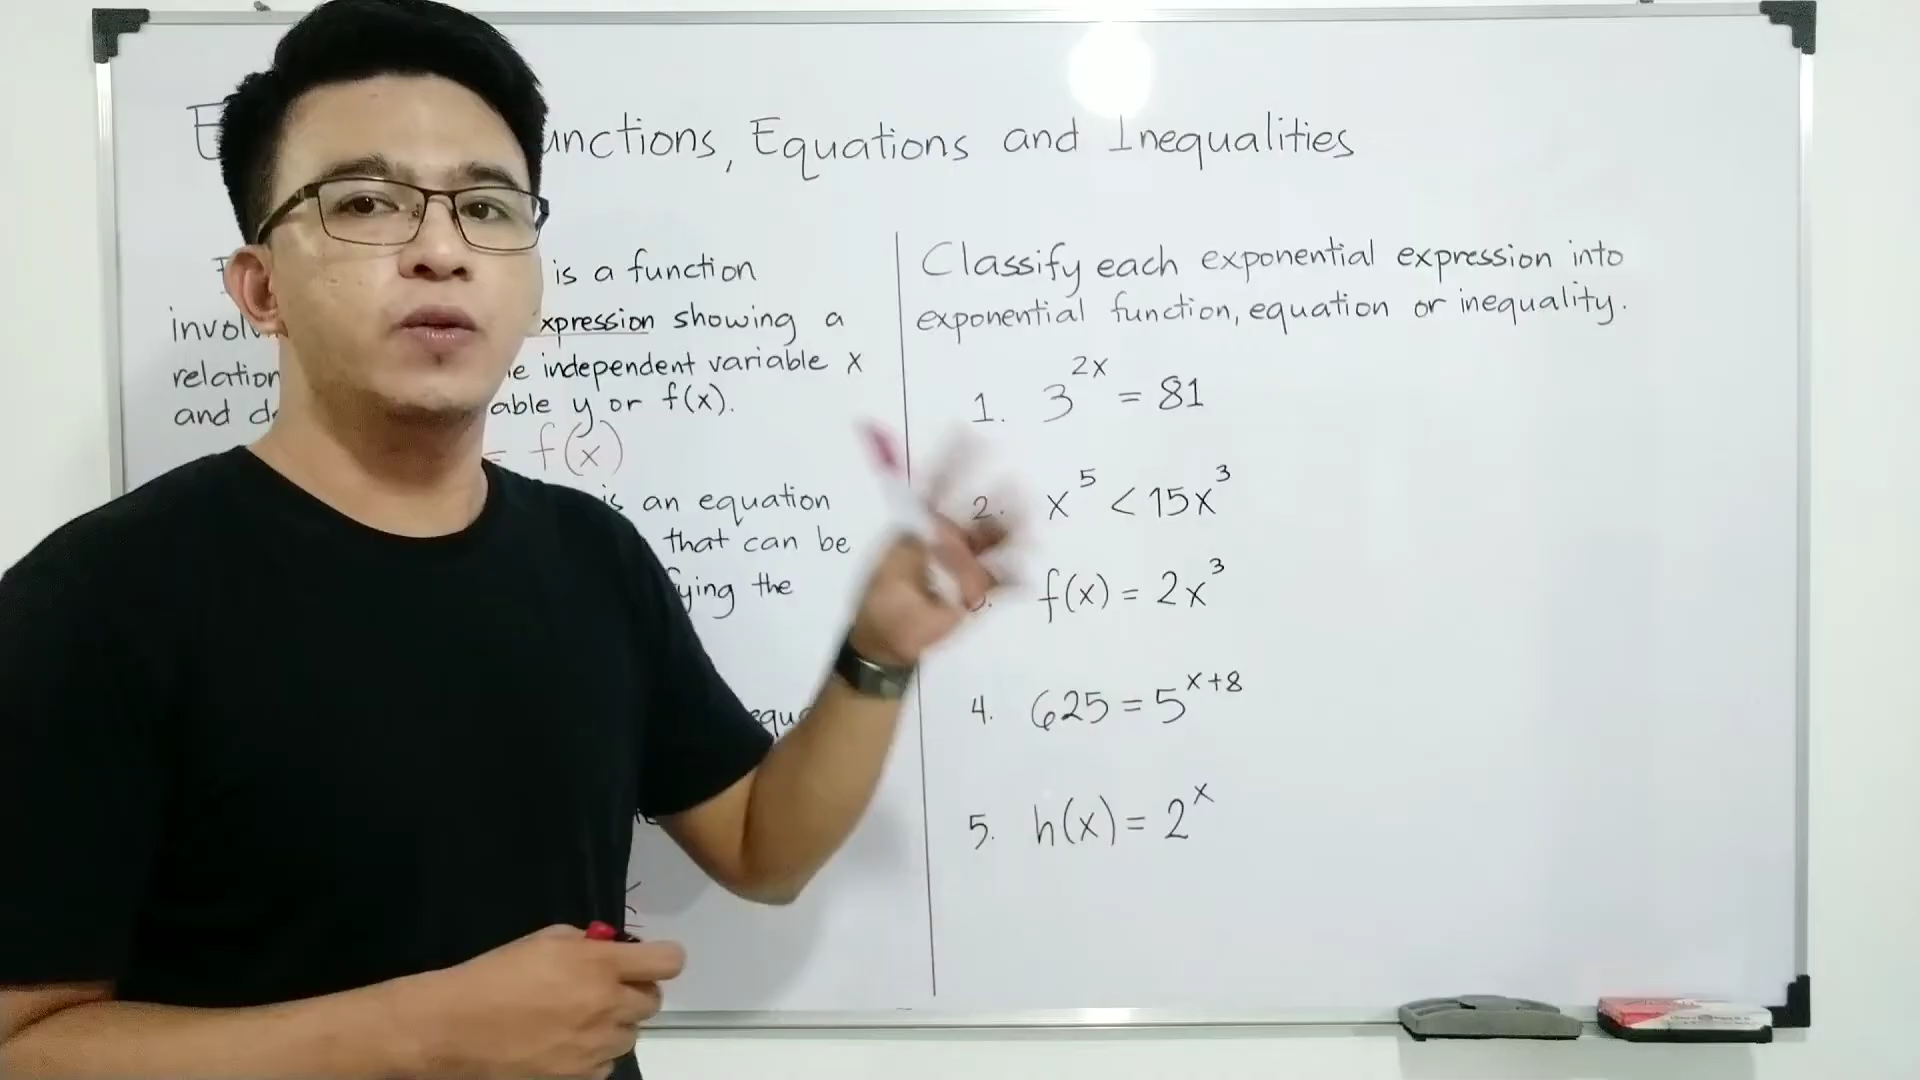 unctions, Equations and Inequalities
is a function
xpression showing a
independent variable x
relation
able y or f(x).
= f(x)
is an equation
that can be
ying the
Classify each exponential expression into
exponential function, equation or inequality.
1. 3^2x = 81
2. x^5 < 15x^3
f(x) = 2x^3
4. 625 = 5^x+8
5. h(x) = 2^x